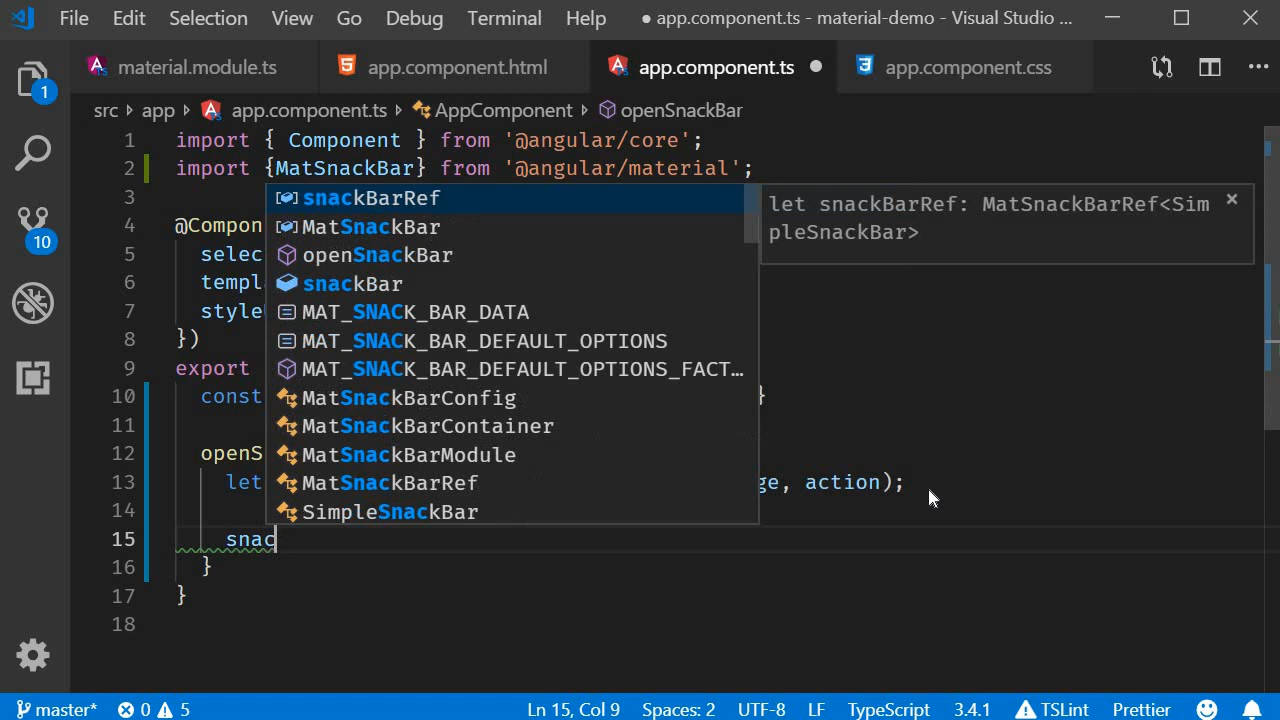 File Edit Selection View Go Debug Terminal Help ● app.component.ts - material-demo - Visual Studio ...
material.module.ts app.component.html app.component.ts app.component.css
src > app > app.component.ts > AppComponent > openSnackBar
1 import { Component } from '@angular/core';
2 import {MatSnackBar} from '@angular/material';
3
4 @Compon
5 selec
6 templa
7 style
8 })
9 export
10 const }
11
12 openS
13 let ge, action);
14
15 snac
16 }
17 }
18
snackBarRef
MatSnackBar
openSnackBar
snackBar
MAT_SNACK_BAR_DATA
MAT_SNACK_BAR_DEFAULT_OPTIONS
MAT_SNACK_BAR_DEFAULT_OPTIONS_FACT...
MatSnackBarConfig
MatSnackBarContainer
MatSnackBarModule
MatSnackBarRef
SimpleSnackBar
let snackBarRef: MatSnackBarRef<Sim
pleSnackBar>
1
10
master* 0 5 Ln 15, Col 9 Spaces: 2 UTF-8 LF TypeScript 3.4.1 TSLint Prettier